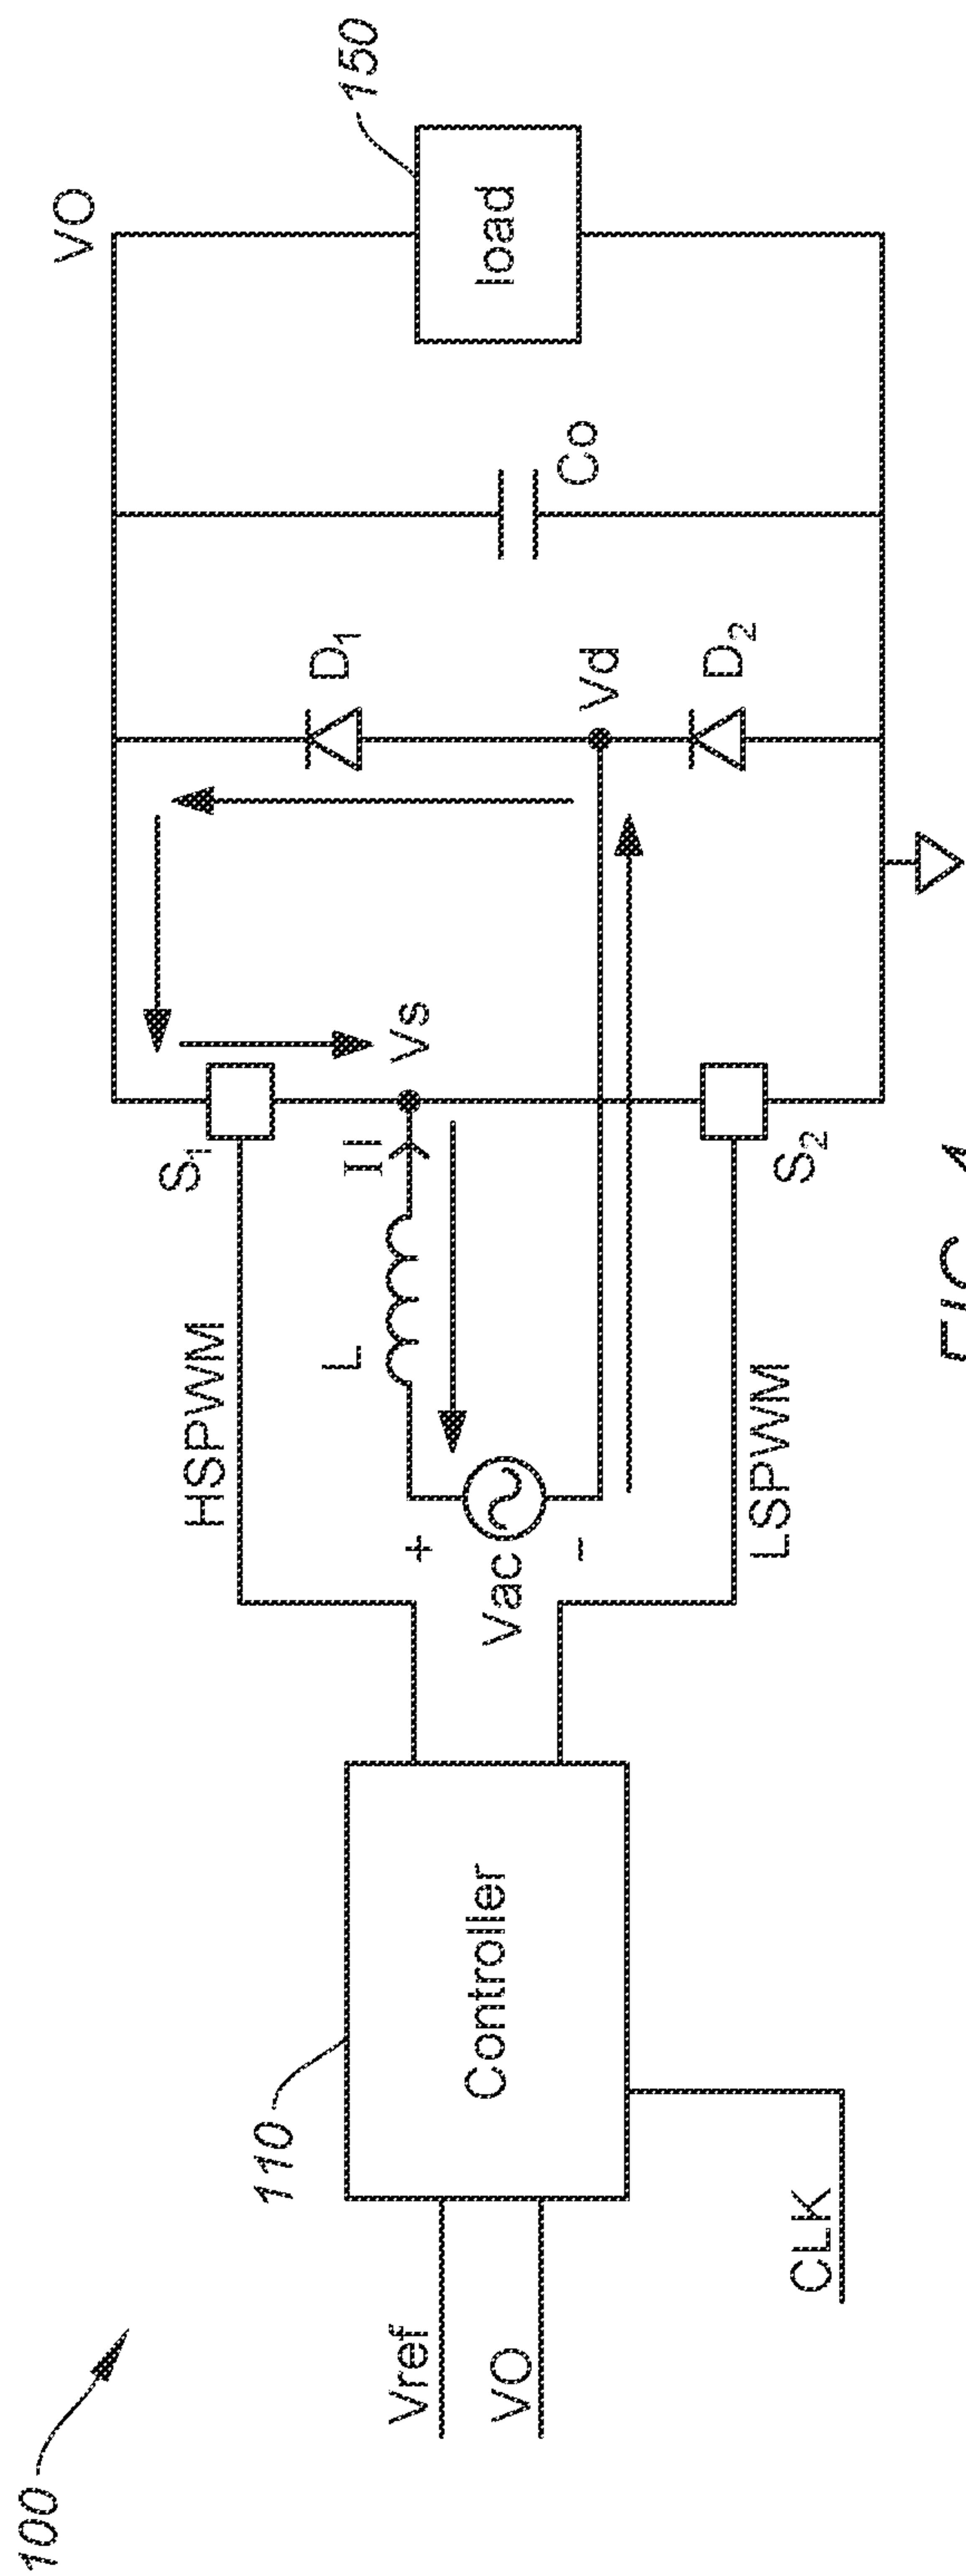 100
110
Vref
VO
CLK
Controller
HSPWM
LSPWM
+
Vac
−
L
Il
S1
S2
Vs
Vd
D1
D2
Co
VO
load
150